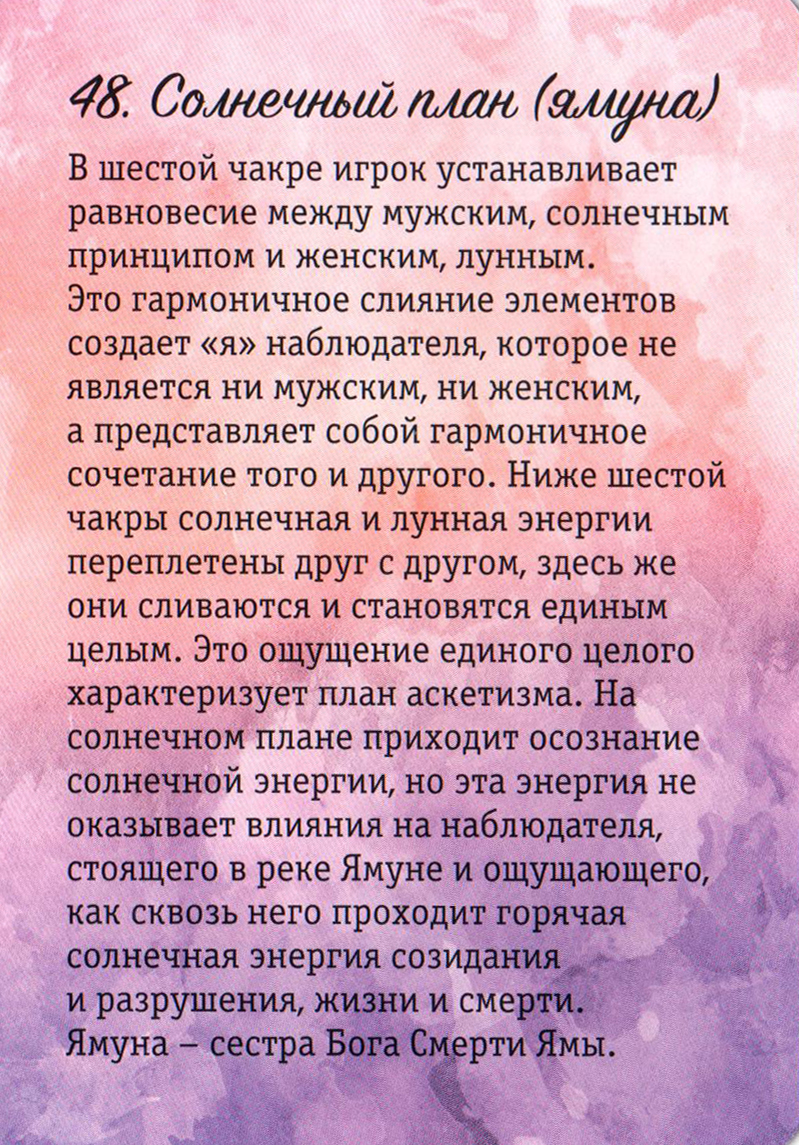 48. Солнечный план (ямуна)
В шестой чакре игрок устанавливает
равновесие между мужским, солнечным
принципом и женским, лунным.
Это гармоничное слияние элементов
создает «я» наблюдателя, которое не
является ни мужским, ни женским,
а представляет собой гармоничное
сочетание того и другого. Ниже шестой
чакры солнечная и лунная энергии
переплетены друг с другом, здесь же
они сливаются и становятся единым
целым. Это ощущение единого целого
характеризует план аскетизма. На
солнечном плане приходит осознание
солнечной энергии, но эта энергия не
оказывает влияния на наблюдателя,
стоящего в реке Ямуне и ощущающего,
как сквозь него проходит горячая
солнечная энергия созидания
и разрушения, жизни и смерти.
Ямуна – сестра Бога Смерти Ямы.